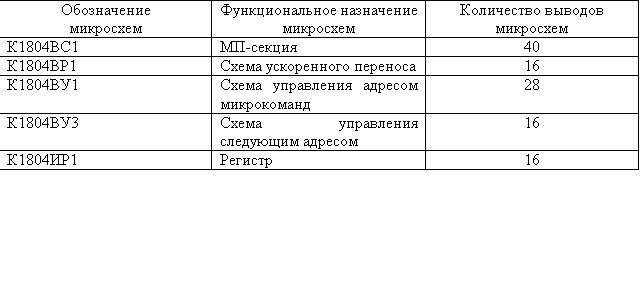 Обозначение микросхем
Функциональное назначение микросхем
Количество выводов микросхем
К1804ВС1 МП-секция 40
К1804ВР1 Схема ускоренного переноса 16
К1804ВУ1 Схема управления адресом микрокоманд 28
К1804ВУ3 Схема управления следующим адресом 16
К1804ИР1 Регистр 16